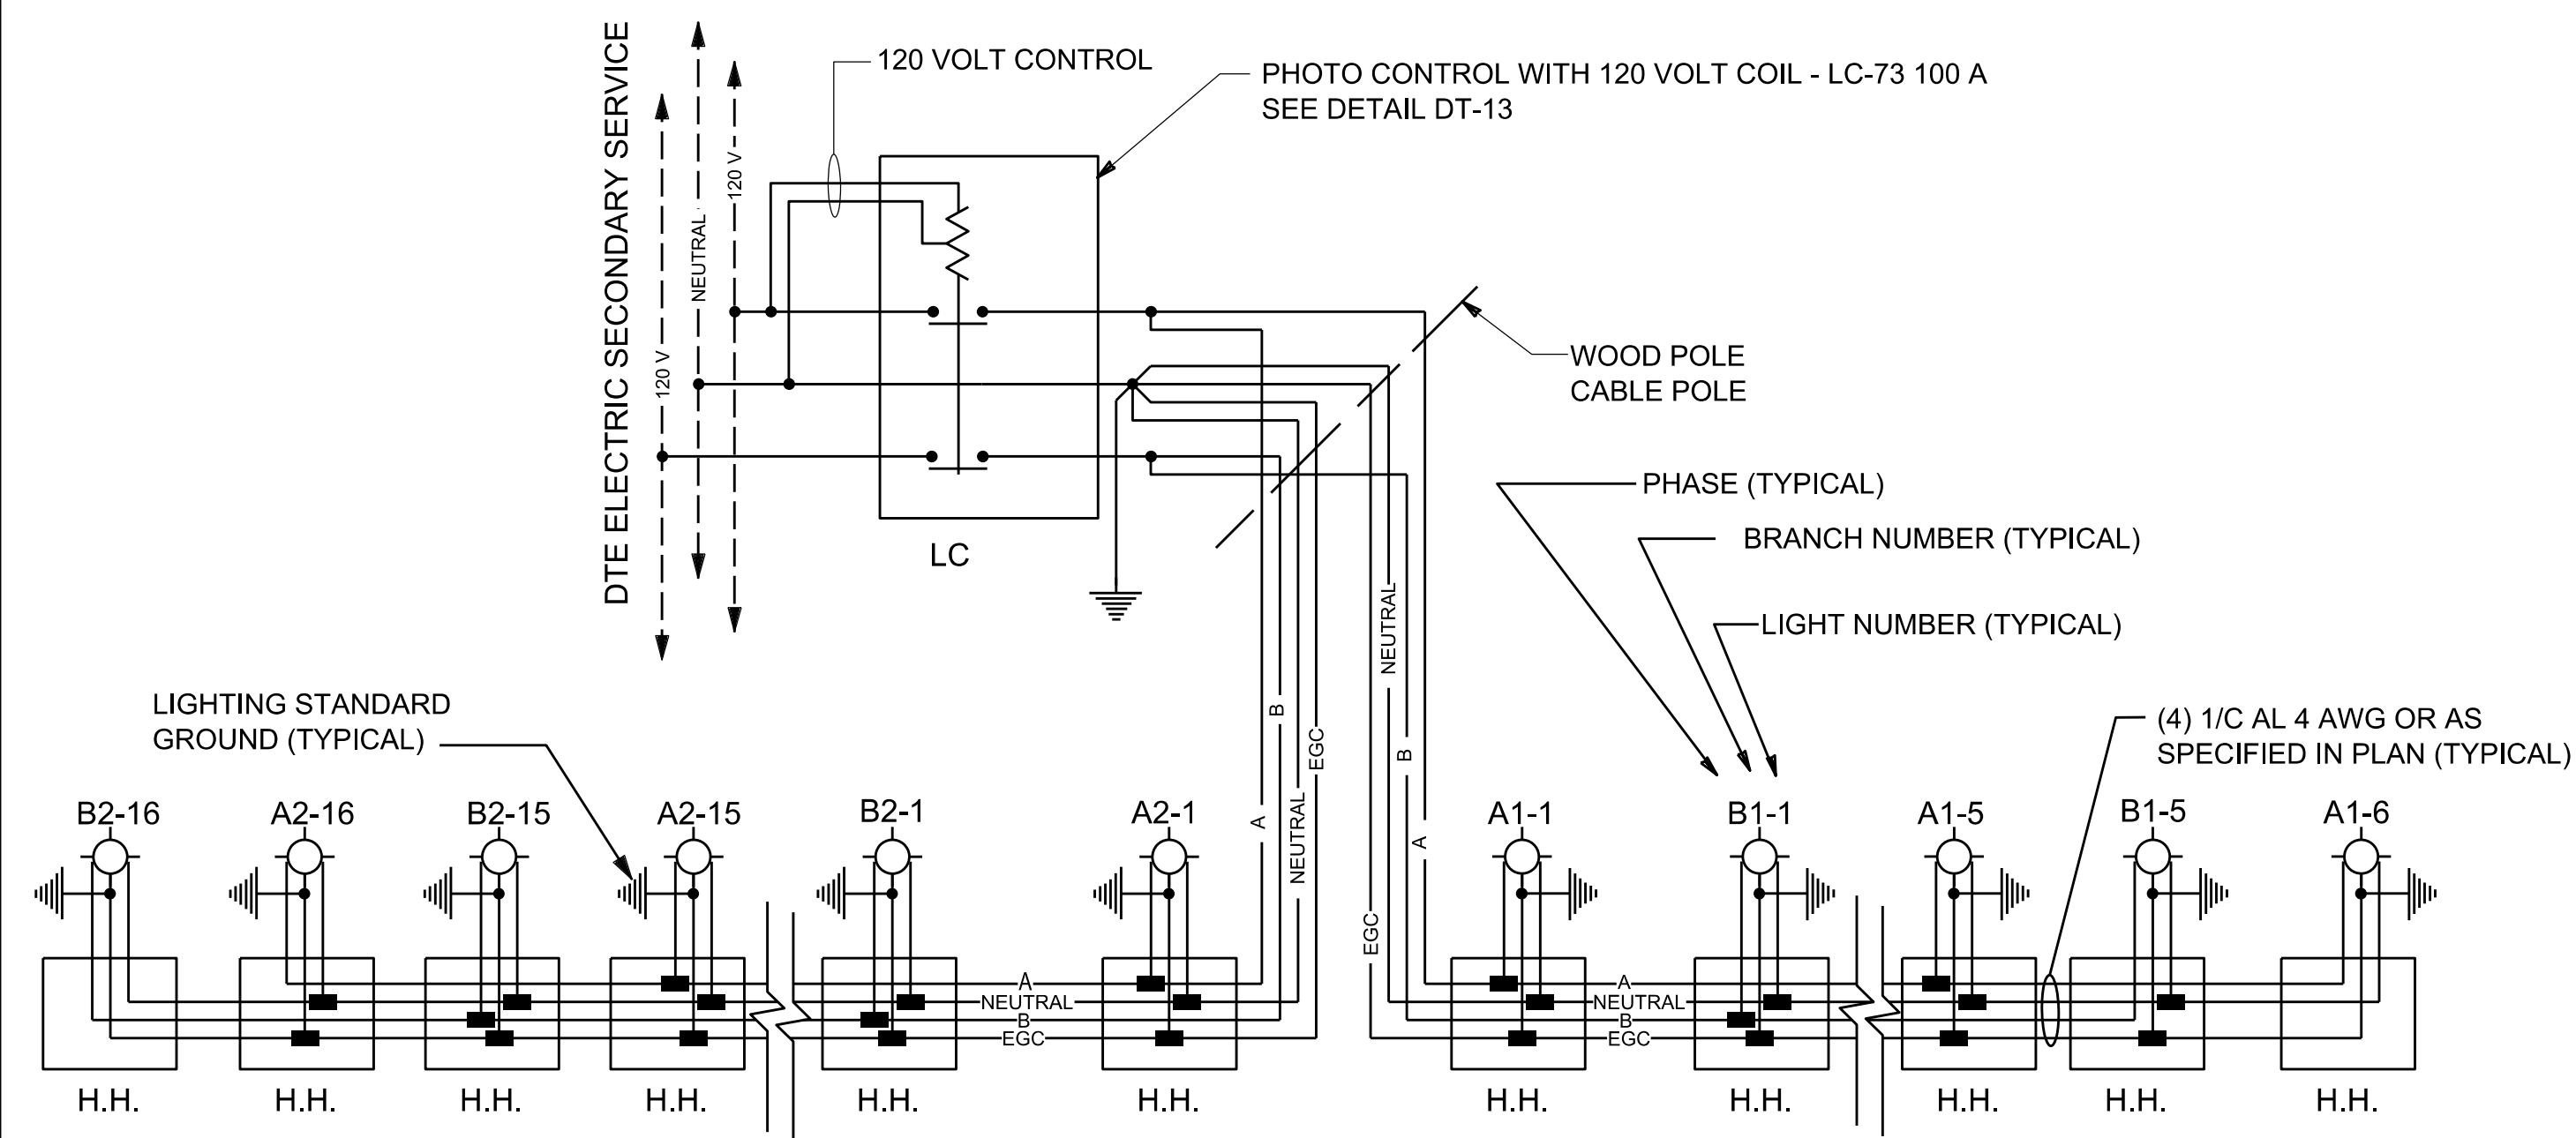 DTE ELECTRIC SECONDARY SERVICE
120 V
NEUTRAL
120 V
120 VOLT CONTROL
PHOTO CONTROL WITH 120 VOLT COIL - LC-73 100 A
SEE DETAIL DT-13
WOOD POLE
CABLE POLE
LC
PHASE (TYPICAL)
BRANCH NUMBER (TYPICAL)
LIGHT NUMBER (TYPICAL)
LIGHTING STANDARD
GROUND (TYPICAL)
(4) 1/C AL 4 AWG OR AS
SPECIFIED IN PLAN (TYPICAL)
A
B
NEUTRAL
EGC
EGC
NEUTRAL
B
A
B2-16
A2-16
B2-15
A2-15
B2-1
A2-1
A1-1
B1-1
A1-5
B1-5
A1-6
A
NEUTRAL
B
EGC
A
NEUTRAL
B
EGC
H.H.
H.H.
H.H.
H.H.
H.H.
H.H.
H.H.
H.H.
H.H.
H.H.
H.H.